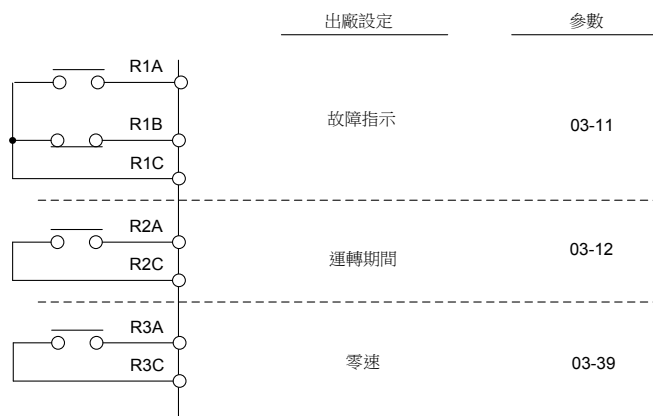 出廠設定 參數
R1A
R1B
R1C
故障指示 03-11
R2A
R2C
運轉期間 03-12
R3A
R3C
零速 03-39